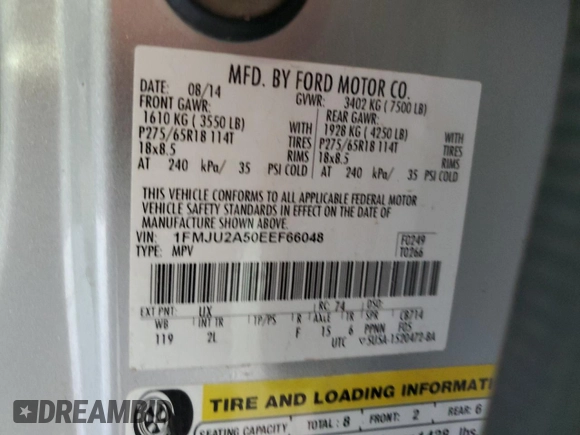 MFD. BY FORD MOTOR CO.
DATE: 08/14 GVWR: 3402 KG ( 7500 LB)
FRONT GAWR: REAR GAWR:
1610 KG ( 3550 LB) WITH 1928 KG ( 4250 LB) WITH
P275/65R18 114T TIRES P275/65R18 114T TIRES
18x8.5 RIMS 18x8.5 RIMS
AT 240 kPa/ 35 PSI COLD AT 240 kPa/ 35 PSI COLD
THIS VEHICLE CONFORMS TO ALL APPLICABLE FEDERAL MOTOR
VEHICLE SAFETY STANDARDS IN EFFECT ON THE DATE OF MANUFACTURE
SHOWN ABOVE.
VIN: 1FMJU2A50EEF66048 F0249
TYPE: MPV T0266
EXT PNT: UX RC: 74 DSO:
WB INT TR TP/PS R AXLE TR SPR CB714
119 2L F 15 6 PPNN F05
UTC 5USA-1520472-BA
TIRE AND LOADING INFORMATI
SEATING CAPACITY TOTAL: 8 FRONT: 2 REAR: 6
lbs
DREAMBID